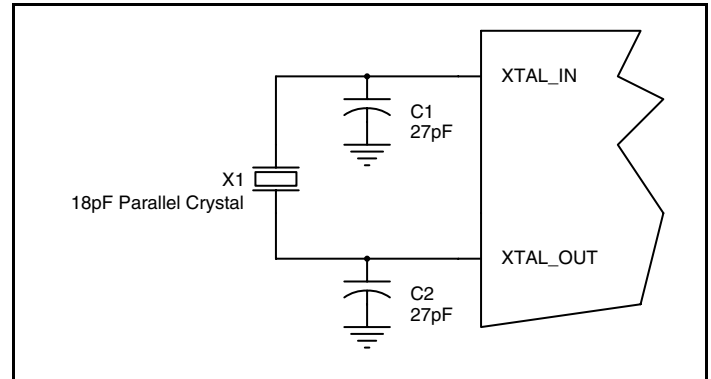 XTAL_IN
C1
27pF
X1
18pF Parallel Crystal
XTAL_OUT
C2
27pF